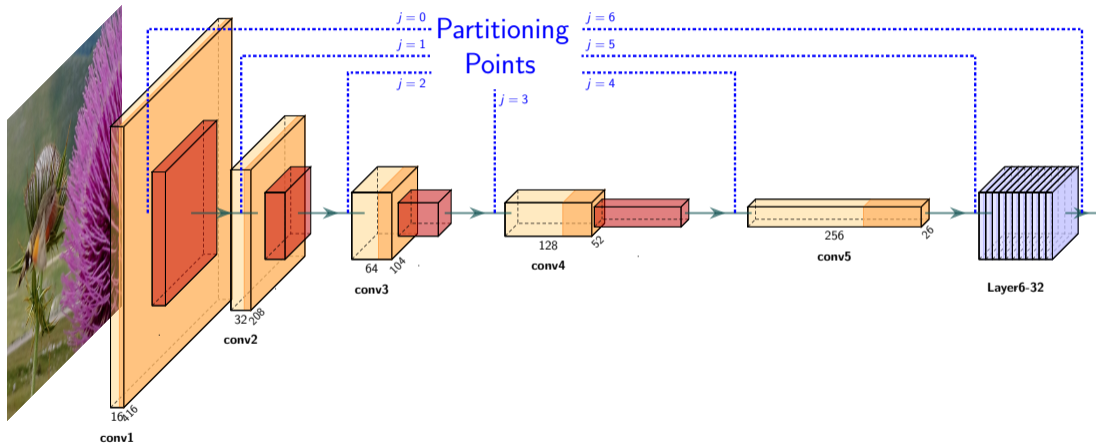 j = 0
j = 6
Partitioning
Points
j = 1
j = 5
j = 2
j = 4
j = 3
16
416
conv1
32
208
conv2
64
104
conv3
128
52
conv4
256
26
conv5
Layer6-32